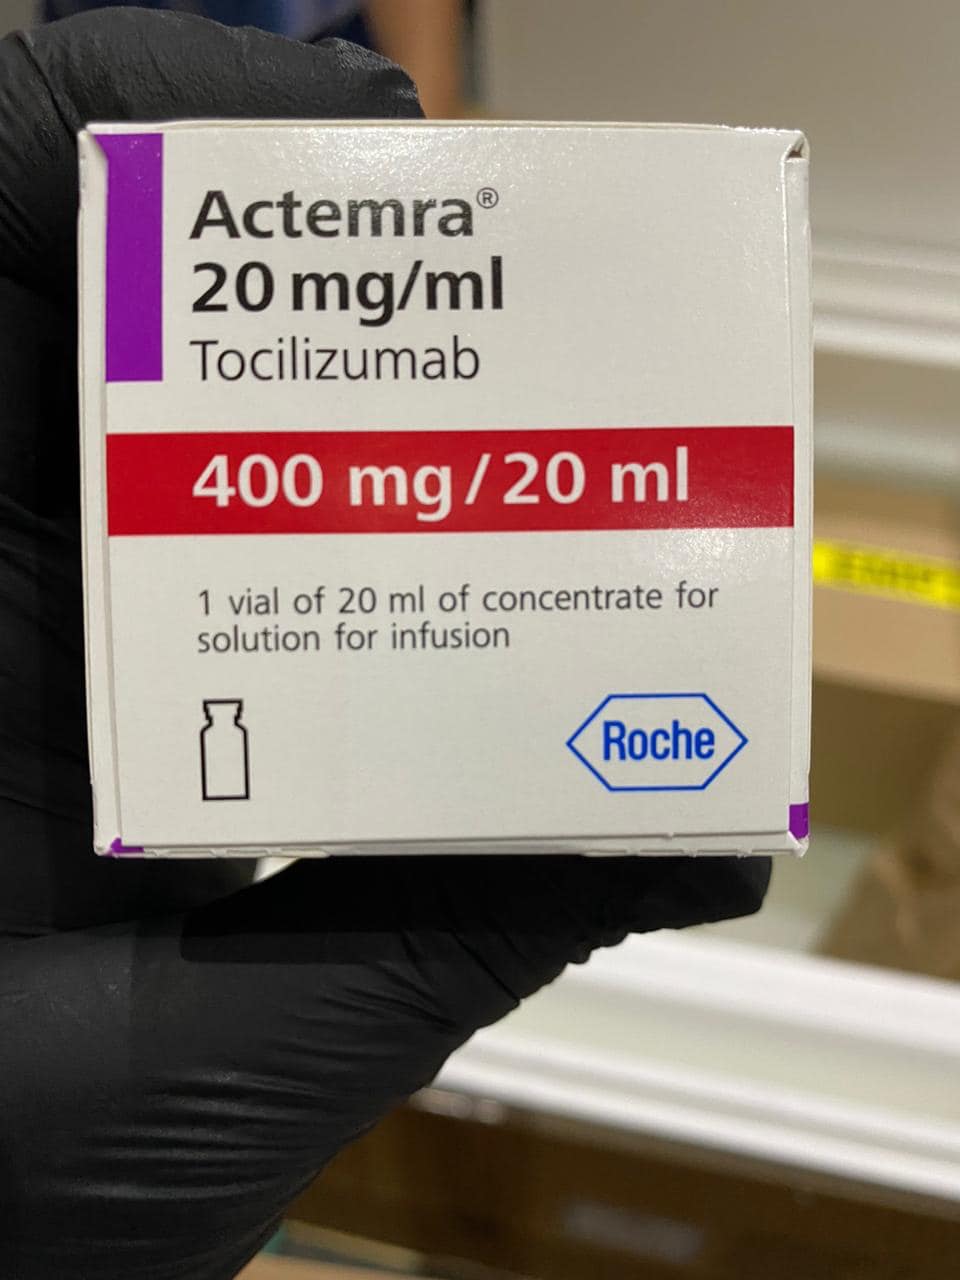 Actemra®
20 mg/ml
Tocilizumab
400 mg/20 ml
1 vial of 20 ml of concentrate for
solution for infusion
Roche